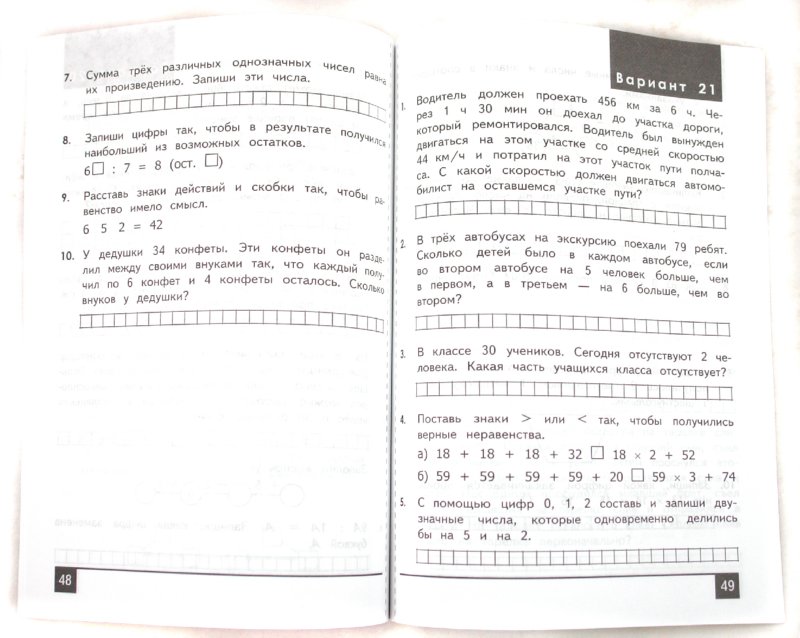 7. Сумма трёх различных однозначных чисел равна
их произведению. Запиши эти числа.
8. Запиши цифры так, чтобы в результате получился
наибольший из возможных остатков.
6□ : 7 = 8 (ост. □)
9. Расставь знаки действий и скобки так, чтобы ра-
венство имело смысл.
6 5 2 = 42
10. У дедушки 34 конфеты. Эти конфеты он разде-
лил между своими внуками так, что каждый полу-
чил по 6 конфет и 4 конфеты осталось. Сколько
внуков у дедушки?
48
Вариант 21
1. Водитель должен проехать 456 км за 6 ч. Че-
рез 1 ч 30 мин он доехал до участка дороги,
который ремонтировался. Водитель был вынужден
двигаться на этом участке со средней скоростью
44 км/ч и потратил на этот участок пути полча-
са. С какой скоростью должен двигаться автомо-
билист на оставшемся участке пути?
2. В трёх автобусах на экскурсию поехали 79 ребят.
Сколько детей было в каждом автобусе, если
во втором автобусе на 5 человек больше, чем
в первом, а в третьем — на 6 больше, чем во
втором?
3. В классе 30 учеников. Сегодня отсутствуют 2 че-
ловека. Какая часть учащихся класса отсутствует?
4. Поставь знаки > или < так, чтобы получились
верные неравенства.
а) 18 + 18 + 18 + 32 □ 18 × 2 + 52
б) 59 + 59 + 59 + 59 + 20 □ 59 × 3 + 74
5. С помощью цифр 0, 1, 2 составь и запиши дву-
значные числа, которые одновременно делились
бы на 5 и на 2.
49